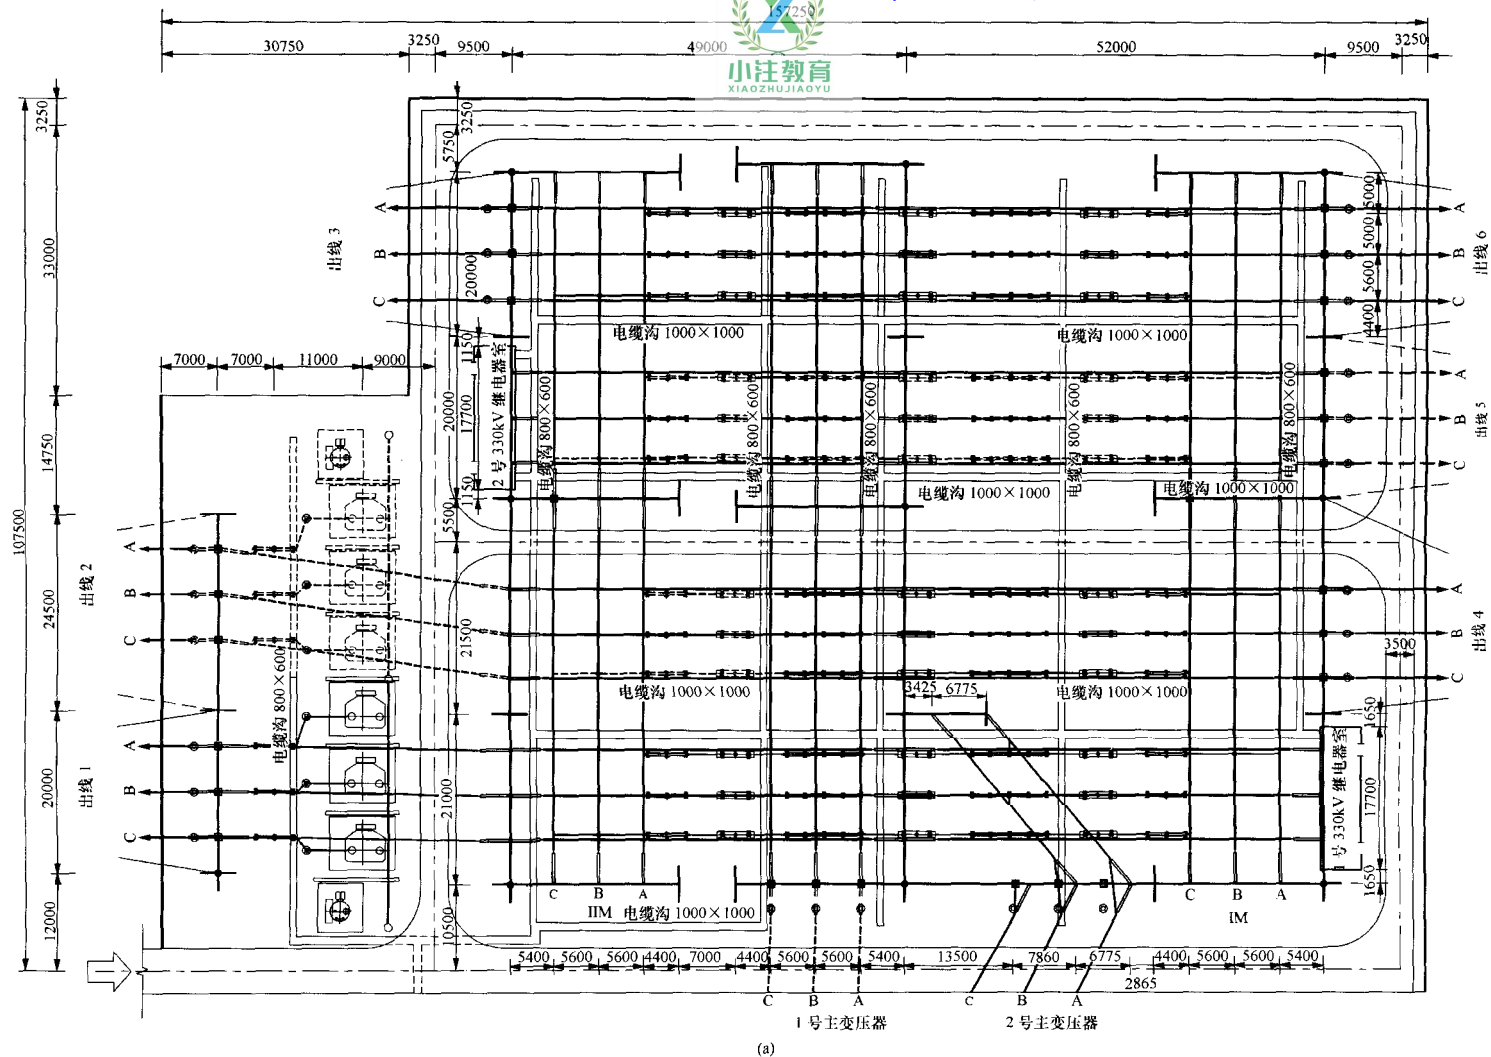 157250
小注教育
XIAOZHUJIAOYU
30750
3250
9500
49000
52000
9500
3250
107500
3250
33000
14750
24500
20000
12000
3250
5750
20000
1150
20000
17700
1150
5500
21500
21000
10500
7000
7000
11000
9000
A
B
C
出线 3
A
B
C
出线 6
5000
5000
5600
4400
电缆沟 1000×1000
电缆沟 1000×1000
2 号 330kV 继电器室
电缆沟 800×600
电缆沟 800×600
电缆沟 800×600
电缆沟 800×600
电缆沟 800×600
A
B
C
出线 5
电缆沟 1000×1000
电缆沟 1000×1000
A
B
C
出线 2
A
B
C
出线 4
3500
电缆沟 800×600
电缆沟 1000×1000
电缆沟 1000×1000
3425
6775
A
B
C
出线 1
1650
1 号 330kV 继电器室
17700
1650
C
B
A
IIM
电缆沟 1000×1000
C
B
A
IM
5400
5600
5600
4400
7000
4400
5600
5600
5400
13500
7860
6775
2865
4400
5600
5600
5400
C
B
A
C
B
A
1 号主变压器
2 号主变压器
(a)